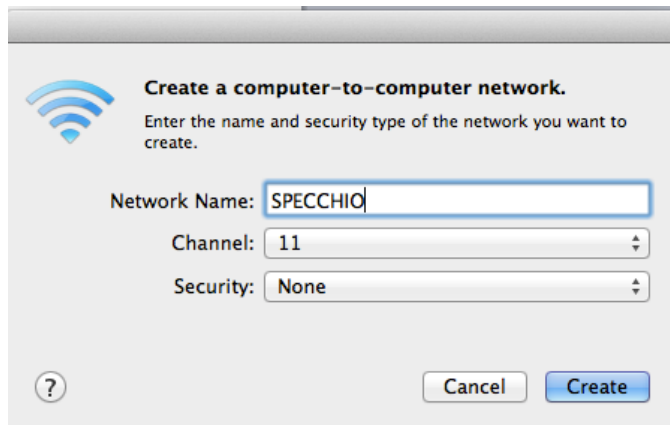 Create a computer-to-computer network.
Enter the name and security type of the network you want to
create.
Network Name: SPECCHIO
Channel: 11
Security: None
? Cancel Create